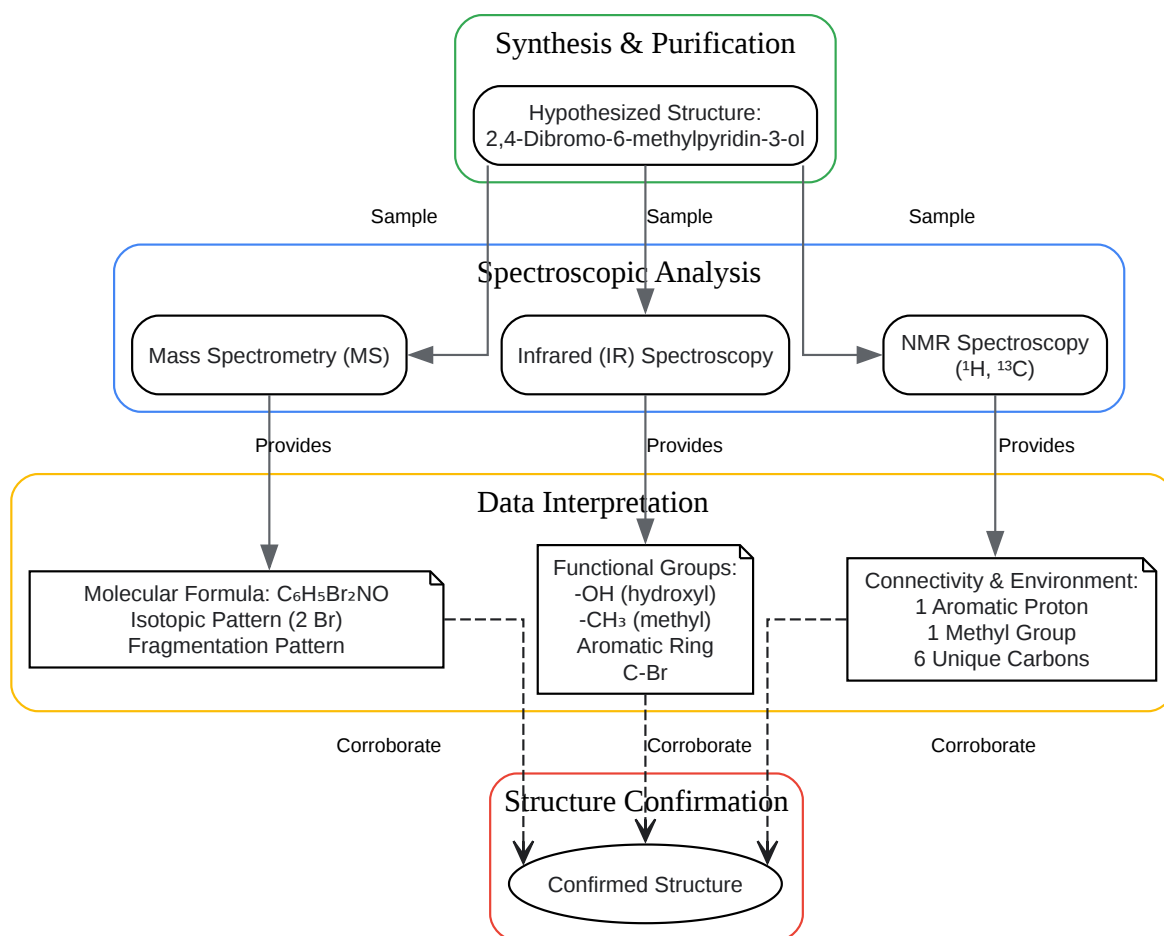 Synthesis & Purification
Hypothesized Structure:
2,4-Dibromo-6-methylpyridin-3-ol
Sample
Sample
Sample
Spectroscopic Analysis
Mass Spectrometry (MS)
Infrared (IR) Spectroscopy
NMR Spectroscopy
(¹H, ¹³C)
Provides
Provides
Provides
Data Interpretation
Molecular Formula: C₆H₅Br₂NO
Isotopic Pattern (2 Br)
Fragmentation Pattern
Functional Groups:
-OH (hydroxyl)
-CH₃ (methyl)
Aromatic Ring
C-Br
Connectivity & Environment:
1 Aromatic Proton
1 Methyl Group
6 Unique Carbons
Corroborate
Corroborate
Corroborate
Structure Confirmation
Confirmed Structure